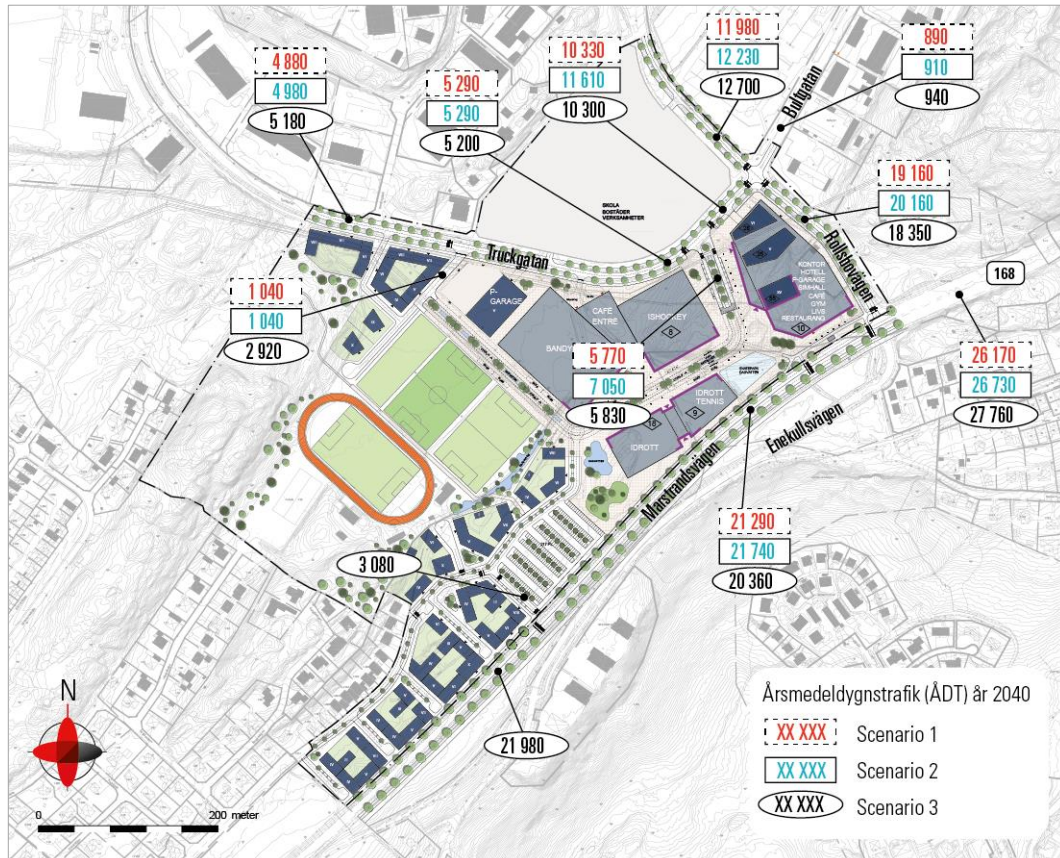 4 880
4 980
5 180
5 290
5 290
5 200
10 330
11 610
10 300
11 980
12 230
12 700
890
910
940
Bultgatan
19 160
20 160
18 350
Rollsbovägen
168
26 170
26 730
27 760
SKOLA
BOSTÄDER
VERKSAMHETER
Truckgatan
1 040
1 040
2 920
P-
GARAGE
V
CAFÉ
ENTRÉ
BANDY
ISHOCKEY
8
KONTOR
HOTELL
P-GARAGE
SIMHALL
CAFÉ
GYM
LIVS
RESTAURANG
10
5 770
7 050
5 830
IDROTT
TENNIS
9
18
IDROTT
Marstrandsvägen
Enekullsvägen
21 290
21 740
20 360
3 080
21 980
N
0
200 meter
Årsmedeldygnstrafik (ÅDT) år 2040
XX XXX Scenario 1
XX XXX Scenario 2
XX XXX Scenario 3